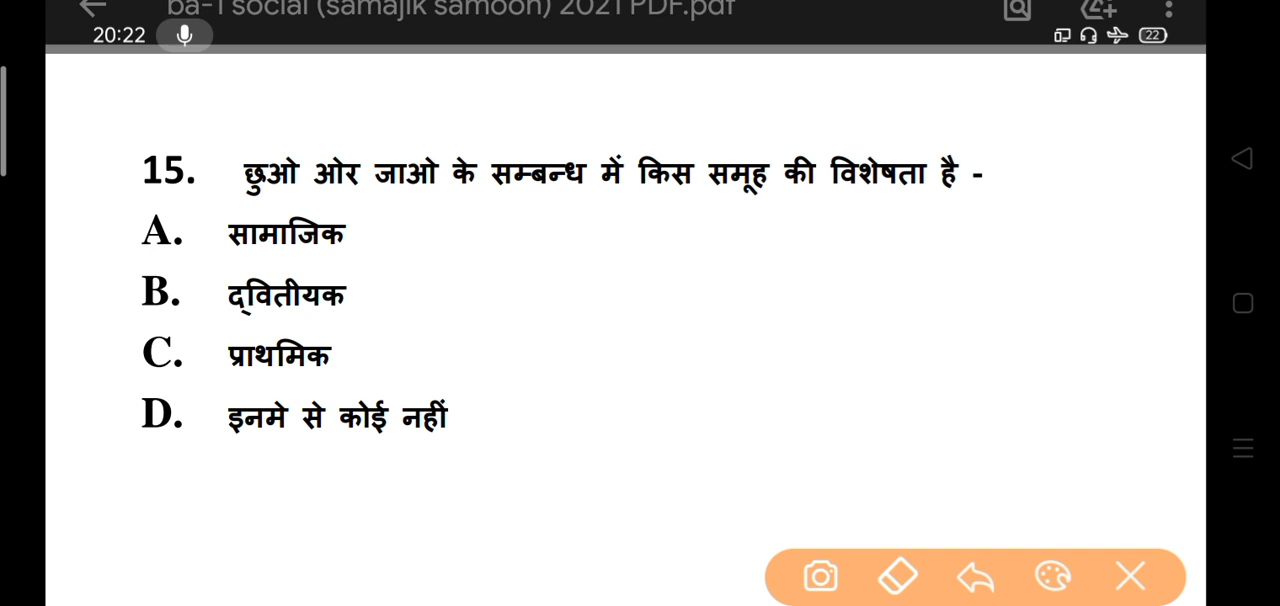 ba-1 social (samajik samooh) 2021 PDF.pdf
20:22
22
15. छुओ ओर जाओ के सम्बन्ध में किस समूह की विशेषता है -
A. सामाजिक
B. द्वितीयक
C. प्राथमिक
D. इनमे से कोई नहीं